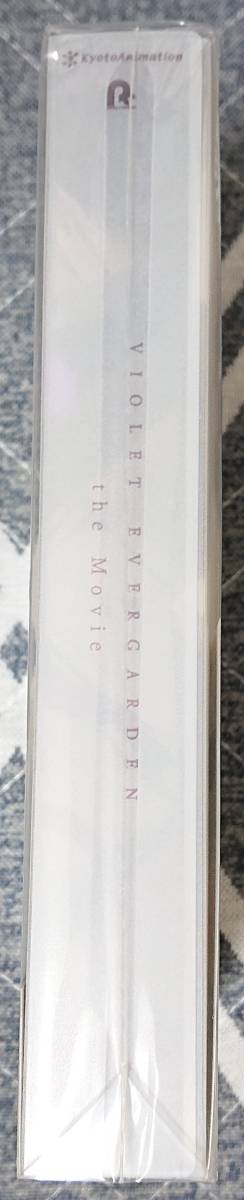 KyotoAnimation
VIOLET EVERGARDEN
the Movie